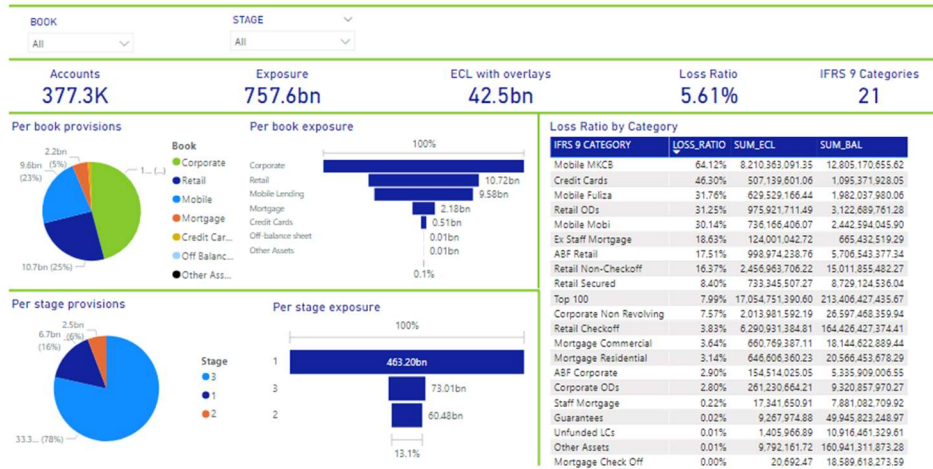 BOOK
All
STAGE
All
Accounts
377.3K
Exposure
757.6bn
ECL with overlays
42.5bn
Loss Ratio
5.61%
IFRS 9 Categories
21
Per book provisions
2.2bn
(5%)
9.6bn
(23%)
1... (...)
10.7bn (25%)
Book
Corporate
Retail
Mobile
Mortgage
Credit Car...
Off Balanc...
Other Ass...
Per book exposure
100%
Corporate
Retail 10.72bn
Mobile Lending 9.58bn
Mortgage 2.18bn
Credit Cards 0.51bn
Off-balance sheet 0.01bn
Other Assets 0.01bn
0.1%
Per stage provisions
2.5bn
(6%)
6.7bn
(16%)
33.3... (78%)
Stage
3
1
2
Per stage exposure
100%
1 463.20bn
3 73.01bn
2 60.48bn
13.1%
Loss Ratio by Category
IFRS 9 CATEGORY LOSS_RATIO SUM_ECL SUM_BAL
Mobile MKCB 64.12% 8,210,363,091.35 12,805,170,655.62
Credit Cards 46.30% 507,139,601.06 1,095,371,928.05
Mobile Fuliza 31.76% 629,529,166.44 1,982,037,980.06
Retail ODs 31.25% 975,921,711.49 3,122,689,761.28
Mobile Mobi 30.14% 736,166,406.07 2,442,594,045.90
Ex Staff Mortgage 18.63% 124,001,042.72 665,432,519.29
ABF Retail 17.51% 998,974,238.76 5,706,543,377.34
Retail Non-Checkoff 16.37% 2,456,963,706.22 15,011,855,482.27
Retail Secured 8.40% 733,345,507.27 8,729,124,536.04
Top 100 7.99% 17,054,751,390.60 213,406,427,435.67
Corporate Non Revolving 7.57% 2,013,981,592.19 26,597,468,359.94
Retail Checkoff 3.83% 6,290,931,384.81 164,426,427,374.41
Mortgage Commercial 3.64% 660,769,387.11 18,144,622,889.44
Mortgage Residential 3.14% 646,606,360.23 20,566,453,678.29
ABF Corporate 2.90% 154,514,025.05 5,335,909,006.55
Corporate ODs 2.80% 261,230,664.21 9,320,857,970.27
Staff Mortgage 0.22% 17,341,650.91 7,881,082,709.92
Guarantees 0.02% 9,267,974.88 49,945,823,248.97
Unfunded LCs 0.01% 1,405,966.89 10,916,461,329.61
Other Assets 0.01% 9,792,161.72 160,941,311,873.28
Mortgage Check Off 0.00% 20,692.47 18,589,618,273.59